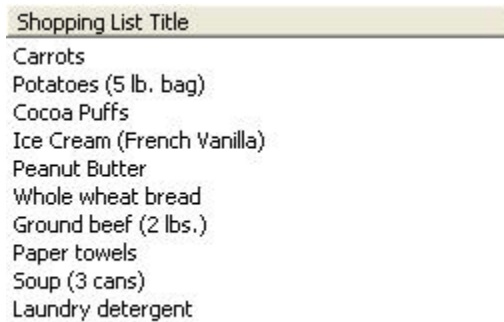 Shopping List Title
Carrots
Potatoes (5 lb. bag)
Cocoa Puffs
Ice Cream (French Vanilla)
Peanut Butter
Whole wheat bread
Ground beef (2 lbs.)
Paper towels
Soup (3 cans)
Laundry detergent